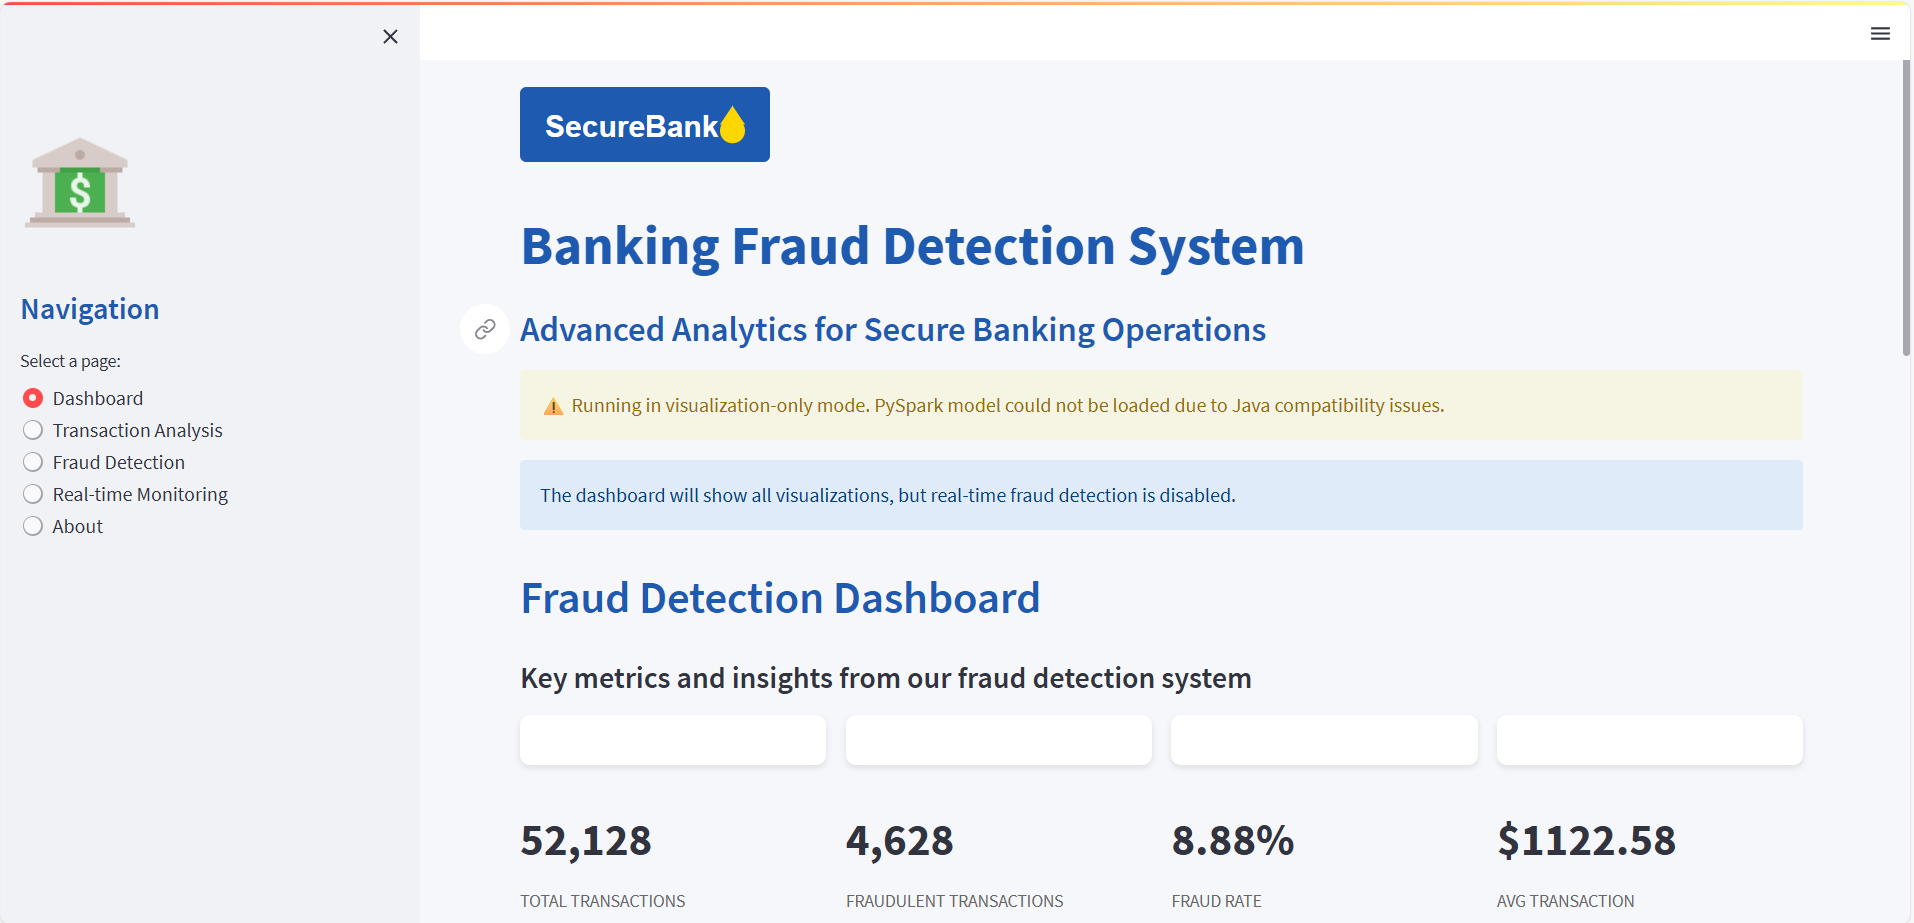 SecureBank
Banking Fraud Detection System
Navigation
Advanced Analytics for Secure Banking Operations
Select a page:
Dashboard
Transaction Analysis
Fraud Detection
Real-time Monitoring
About
Running in visualization-only mode. PySpark model could not be loaded due to Java compatibility issues.
The dashboard will show all visualizations, but real-time fraud detection is disabled.
Fraud Detection Dashboard
Key metrics and insights from our fraud detection system
52,128
TOTAL TRANSACTIONS
4,628
FRAUDULENT TRANSACTIONS
8.88%
FRAUD RATE
$1122.58
AVG TRANSACTION